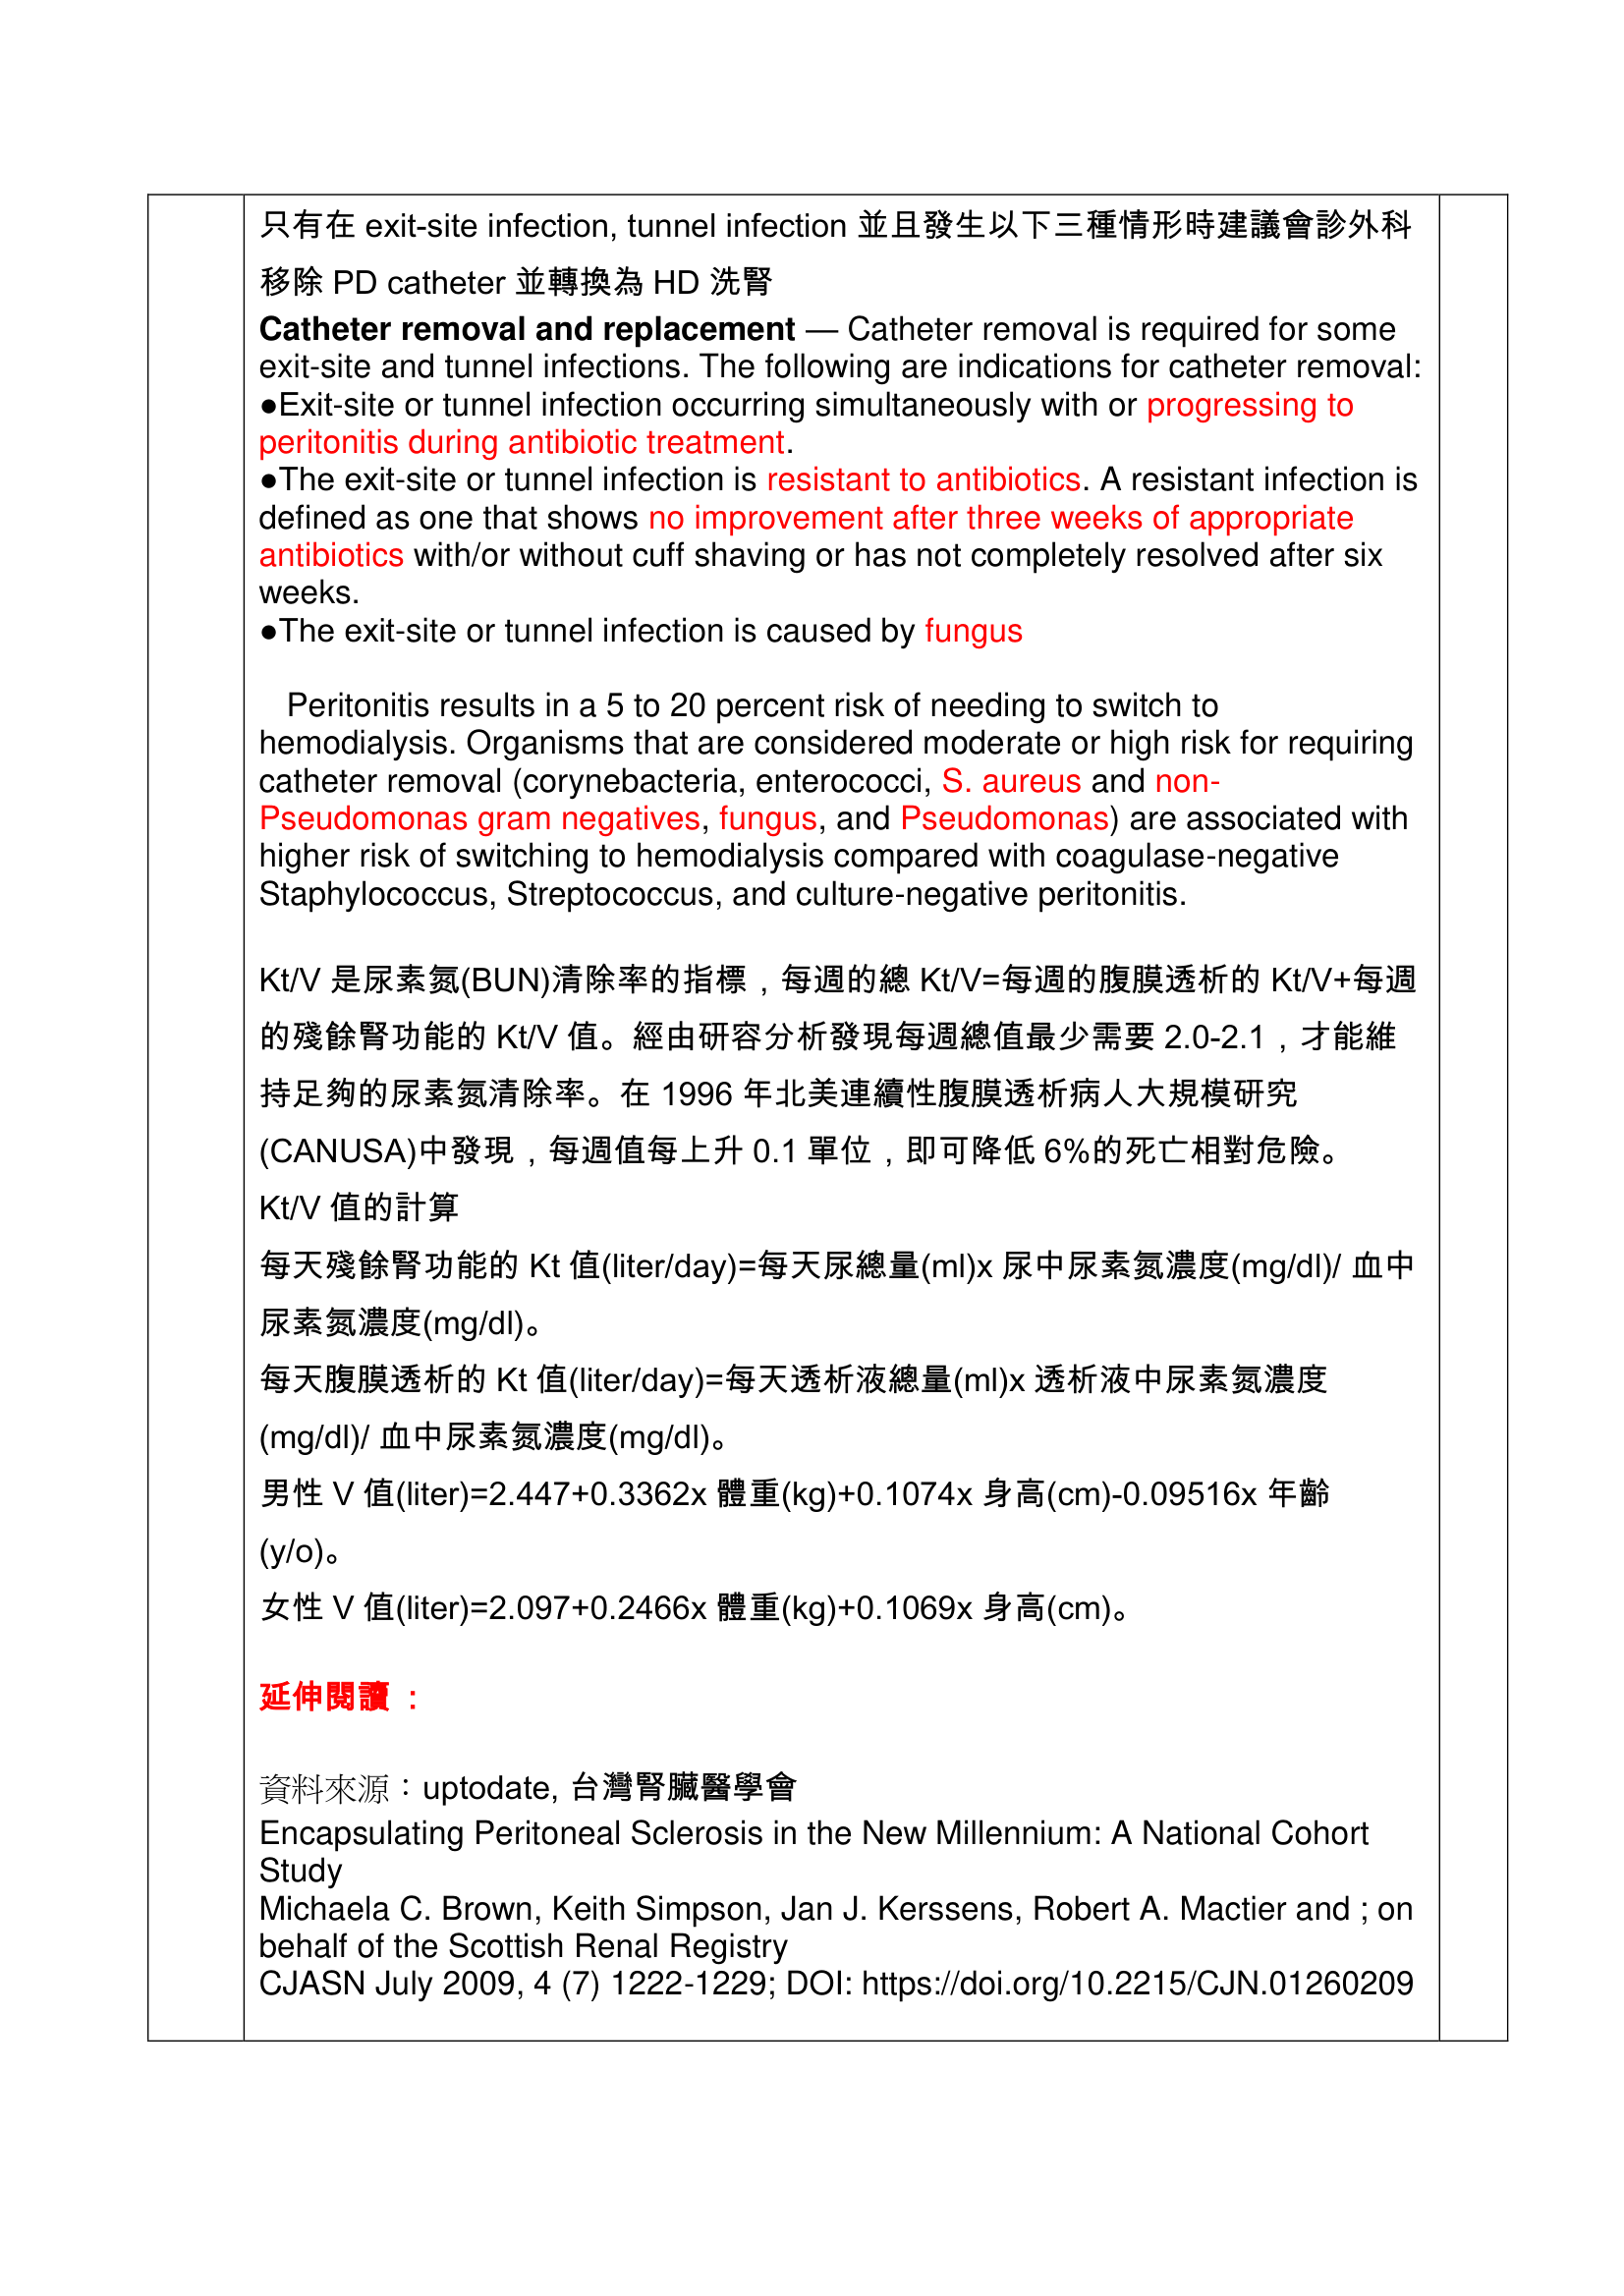 只有在 exit-site infection, tunnel infection 並且發生以下三種情形時建議會診外科
移除 PD catheter 並轉換為 HD 洗腎
Catheter removal and replacement — Catheter removal is required for some
exit-site and tunnel infections. The following are indications for catheter removal:
●Exit-site or tunnel infection occurring simultaneously with or progressing to
peritonitis during antibiotic treatment.
●The exit-site or tunnel infection is resistant to antibiotics. A resistant infection is
defined as one that shows no improvement after three weeks of appropriate
antibiotics with/or without cuff shaving or has not completely resolved after six
weeks.
●The exit-site or tunnel infection is caused by fungus
Peritonitis results in a 5 to 20 percent risk of needing to switch to
hemodialysis. Organisms that are considered moderate or high risk for requiring
catheter removal (corynebacteria, enterococci, S. aureus and non-
Pseudomonas gram negatives, fungus, and Pseudomonas) are associated with
higher risk of switching to hemodialysis compared with coagulase-negative
Staphylococcus, Streptococcus, and culture-negative peritonitis.
Kt/V 是尿素氮(BUN)清除率的指標，每週的總 Kt/V=每週的腹膜透析的 Kt/V+每週
的殘餘腎功能的 Kt/V 值。經由研容分析發現每週總值最少需要 2.0-2.1，才能維
持足夠的尿素氮清除率。在 1996 年北美連續性腹膜透析病人大規模研究
(CANUSA)中發現，每週值每上升 0.1 單位，即可降低 6%的死亡相對危險。
Kt/V 值的計算
每天殘餘腎功能的 Kt 值(liter/day)=每天尿總量(ml)x 尿中尿素氮濃度(mg/dl)/ 血中
尿素氮濃度(mg/dl)。
每天腹膜透析的 Kt 值(liter/day)=每天透析液總量(ml)x 透析液中尿素氮濃度
(mg/dl)/ 血中尿素氮濃度(mg/dl)。
男性 V 值(liter)=2.447+0.3362x 體重(kg)+0.1074x 身高(cm)-0.09516x 年齡
(y/o)。
女性 V 值(liter)=2.097+0.2466x 體重(kg)+0.1069x 身高(cm)。
延伸閱讀 ：
資料來源：uptodate, 台灣腎臟醫學會
Encapsulating Peritoneal Sclerosis in the New Millennium: A National Cohort
Study
Michaela C. Brown, Keith Simpson, Jan J. Kerssens, Robert A. Mactier and ; on
behalf of the Scottish Renal Registry
CJASN July 2009, 4 (7) 1222-1229; DOI: https://doi.org/10.2215/CJN.01260209